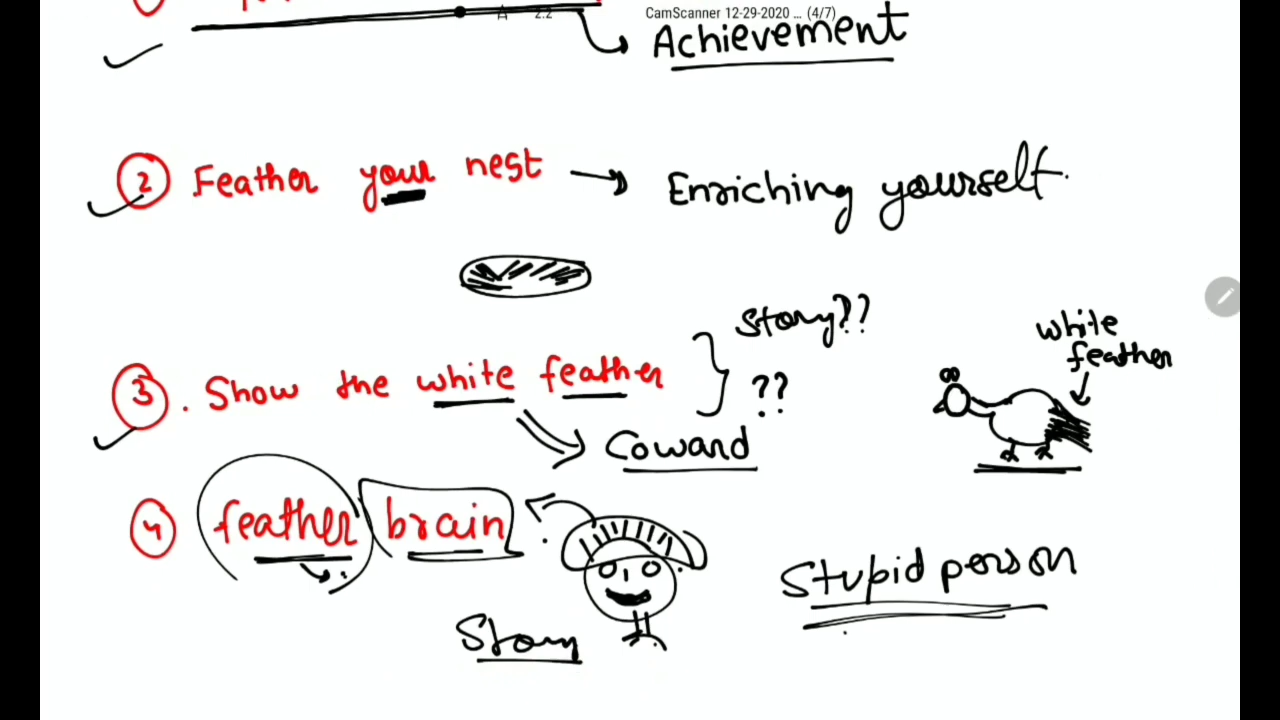 CamScanner 12-29-2020 ... (4/7)
Achievement
2 Feather your nest → Enriching yourself.
Story??
??
white
feather
3. Show the white feather
Coward
4 feather brain
Stupid person
Story